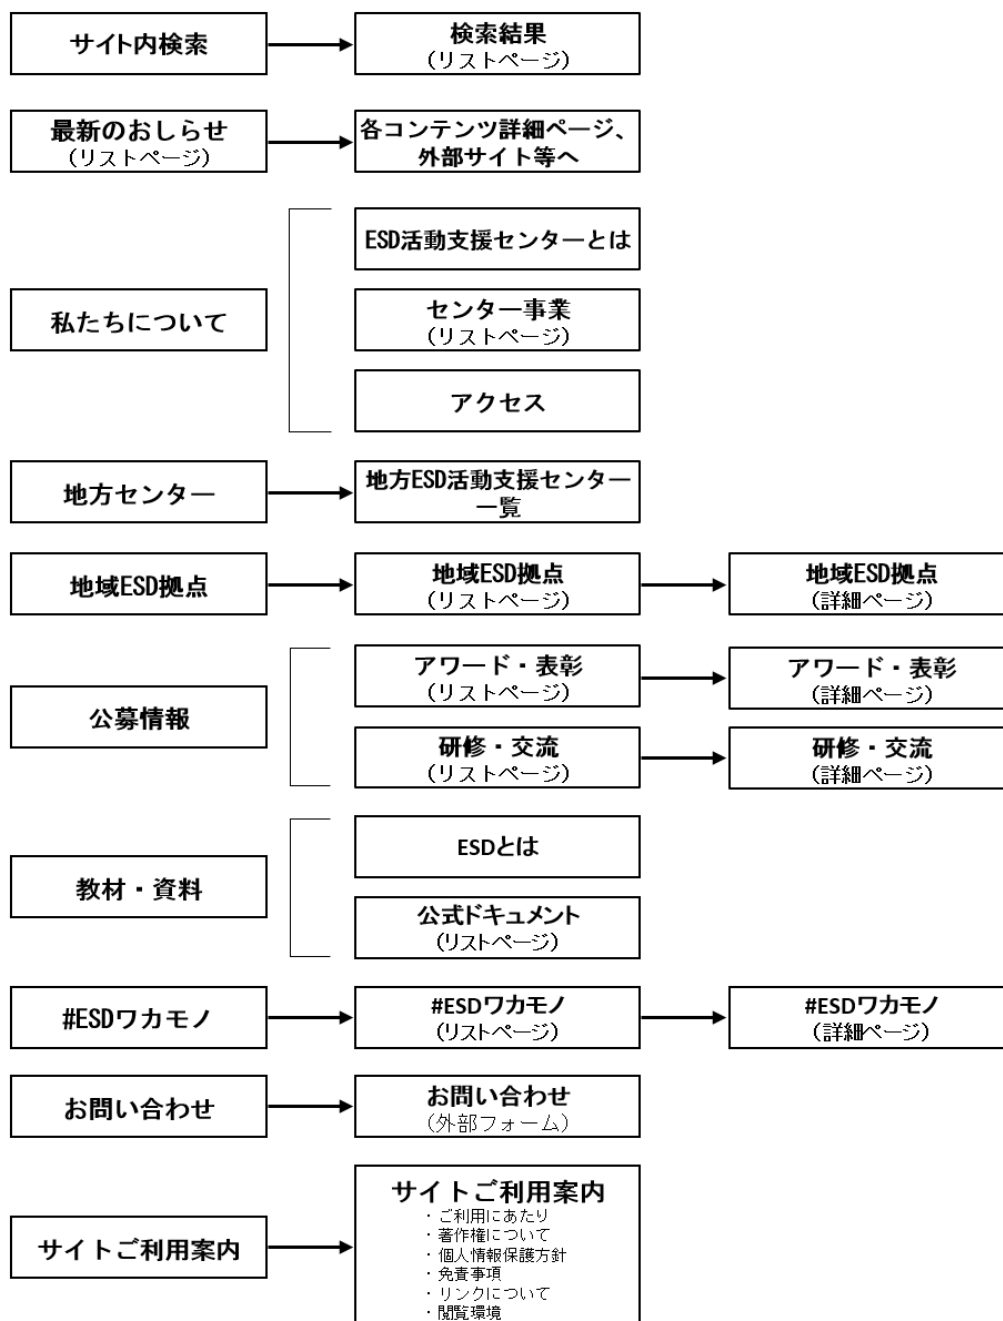 サイト内検索
検索結果
(リストページ)
最新のおしらせ
(リストページ)
各コンテンツ詳細ページ、
外部サイト等へ
私たちについて
ESD活動支援センターとは
センター事業
(リストページ)
アクセス
地方センター
地方ESD活動支援センター
一覧
地域ESD拠点
地域ESD拠点
(リストページ)
地域ESD拠点
(詳細ページ)
公募情報
アワード・表彰
(リストページ)
アワード・表彰
(詳細ページ)
研修・交流
(リストページ)
研修・交流
(詳細ページ)
教材・資料
ESDとは
公式ドキュメント
(リストページ)
#ESDワカモノ
#ESDワカモノ
(リストページ)
#ESDワカモノ
(詳細ページ)
お問い合わせ
お問い合わせ
(外部フォーム)
サイトご利用案内
サイトご利用案内
・ご利用にあたり
・著作権について
・個人情報保護方針
・免責事項
・リンクについて
・閲覧環境